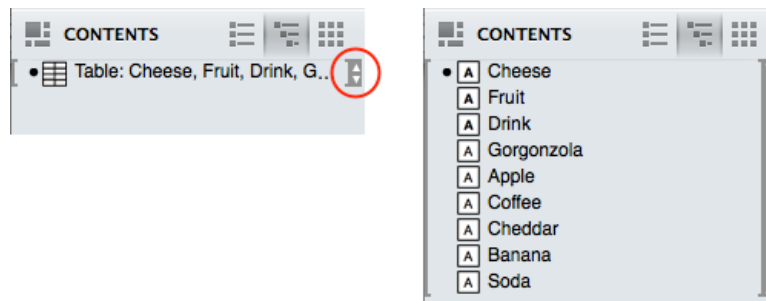 CONTENTS
Table: Cheese, Fruit, Drink, G...
CONTENTS
A Cheese
A Fruit
A Drink
A Gorgonzola
A Apple
A Coffee
A Cheddar
A Banana
A Soda